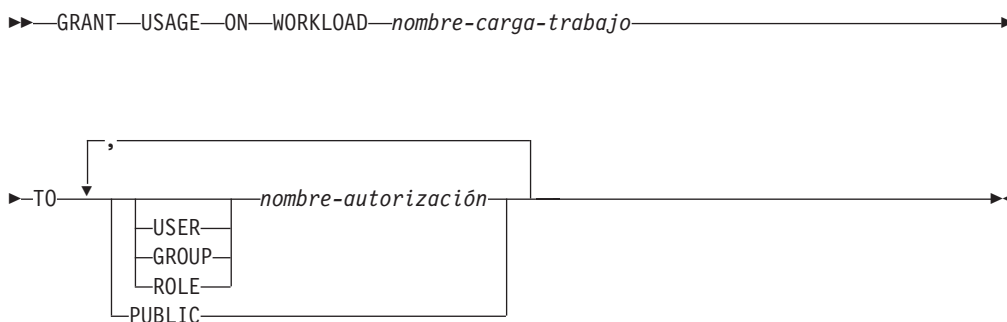 GRANT USAGE ON WORKLOAD nombre-carga-trabajo
,
TO nombre-autorización
USER
GROUP
ROLE
PUBLIC